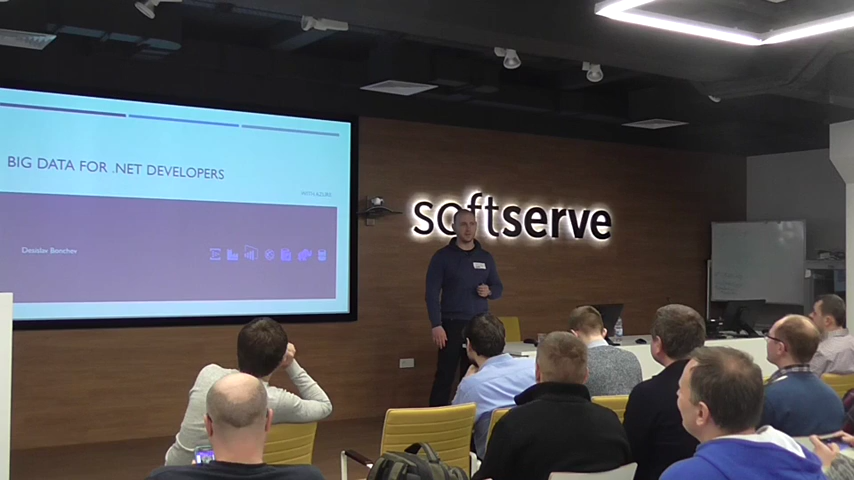 BIG DATA FOR .NET DEVELOPERS
WITH AZURE
Desislav Bonchev
softserve